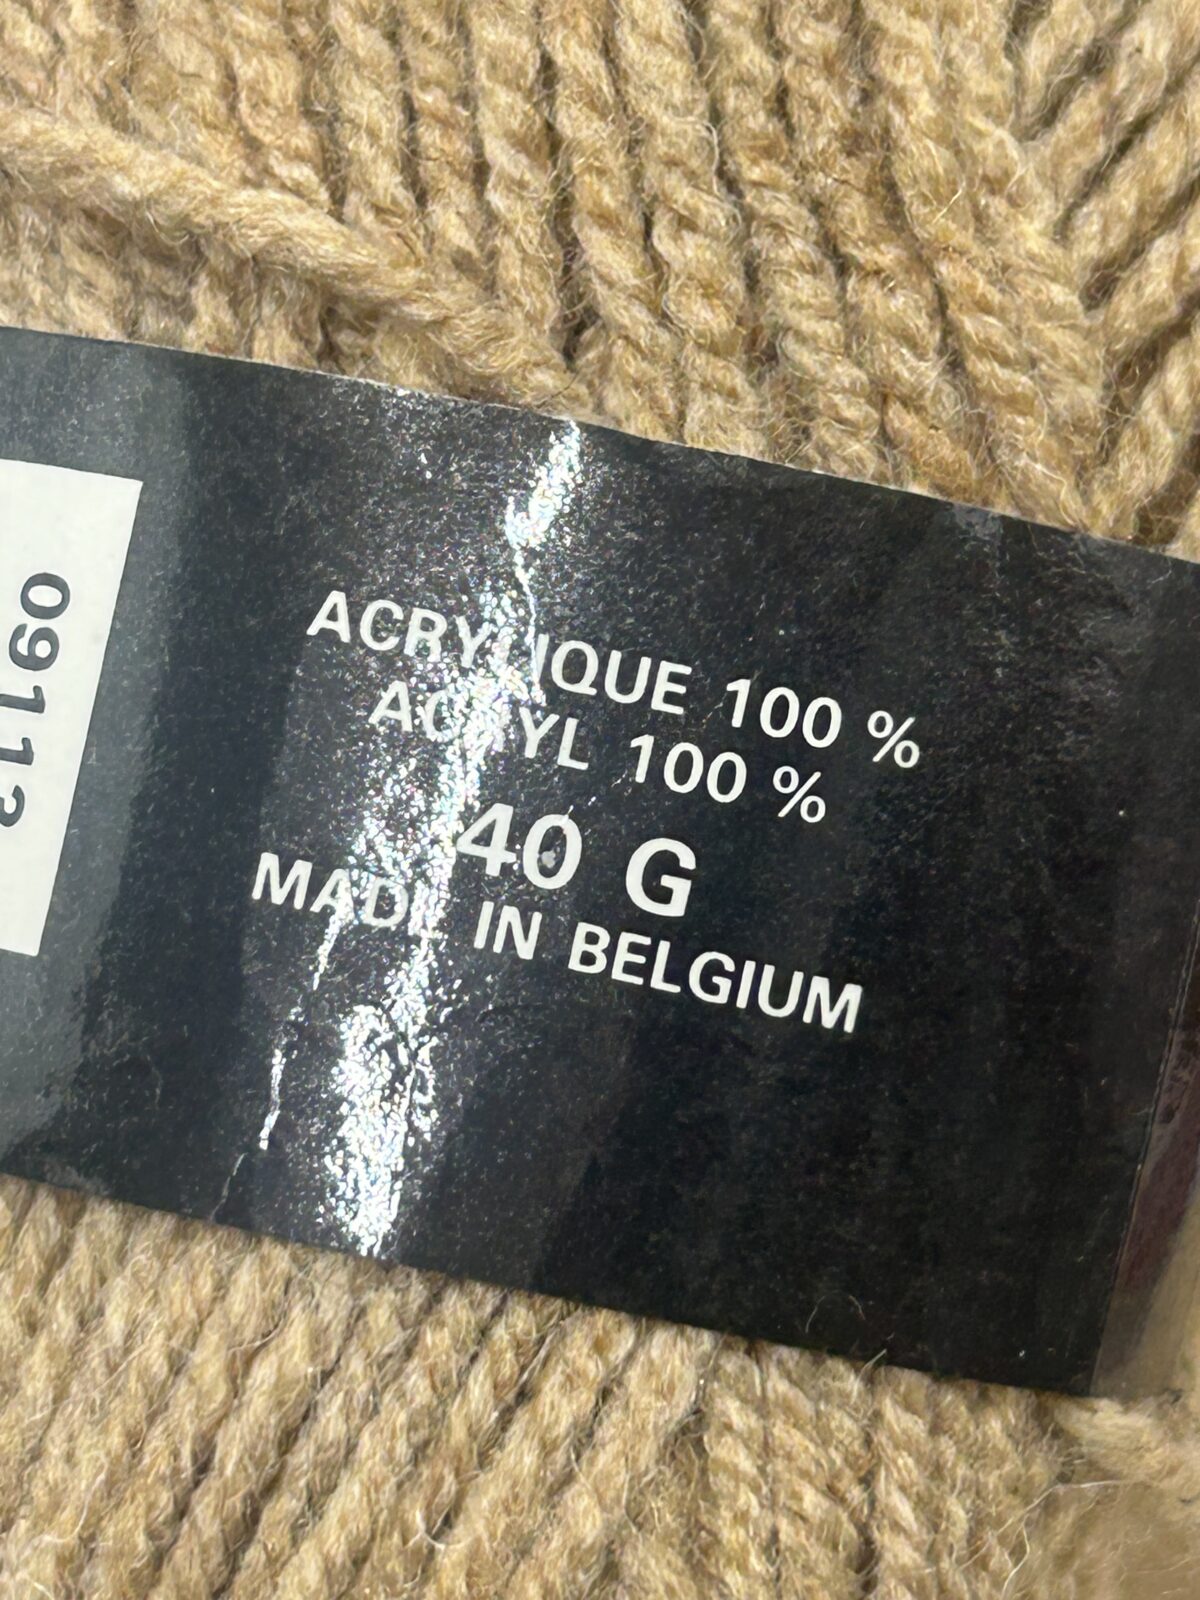 ACRYLIQUE 100 %
ACRYL 100 %
40 G
MADE IN BELGIUM